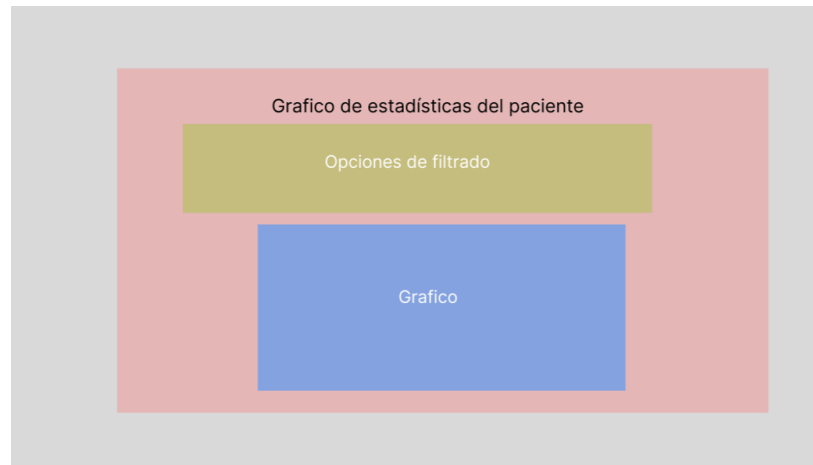 Grafico de estadísticas del paciente
Opciones de filtrado
Grafico